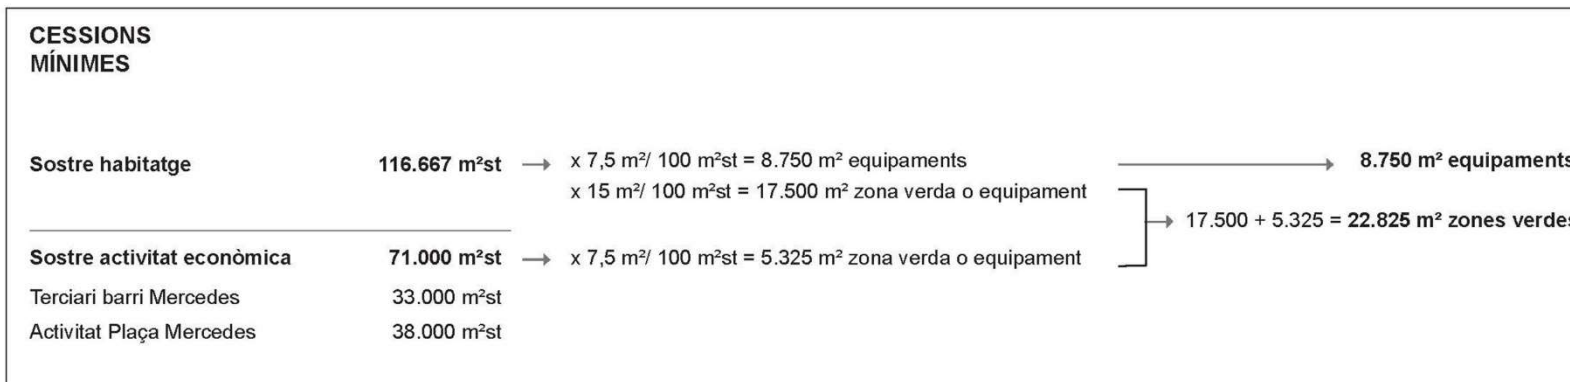 CESSIONS
MÍNIMES
Sostre habitatge 116.667 m²st → x 7,5 m²/ 100 m²st = 8.750 m² equipaments → 8.750 m² equipaments
x 15 m²/ 100 m²st = 17.500 m² zona verda o equipament
→ 17.500 + 5.325 = 22.825 m² zones verdes
Sostre activitat econòmica 71.000 m²st → x 7,5 m²/ 100 m²st = 5.325 m² zona verda o equipament
Terciari barri Mercedes 33.000 m²st
Activitat Plaça Mercedes 38.000 m²st